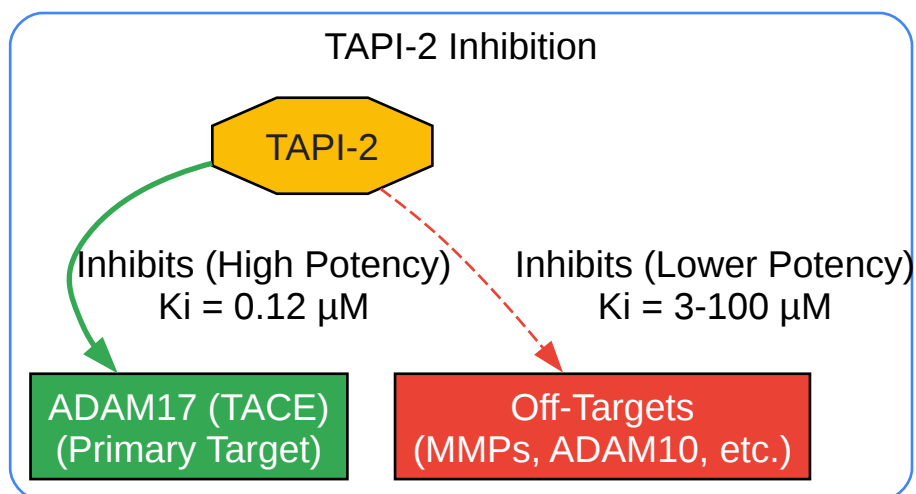 TAPI-2 Inhibition
TAPI-2
Inhibits (High Potency)
Ki = 0.12 µM
Inhibits (Lower Potency)
Ki = 3-100 µM
ADAM17 (TACE)
(Primary Target)
Off-Targets
(MMPs, ADAM10, etc.)